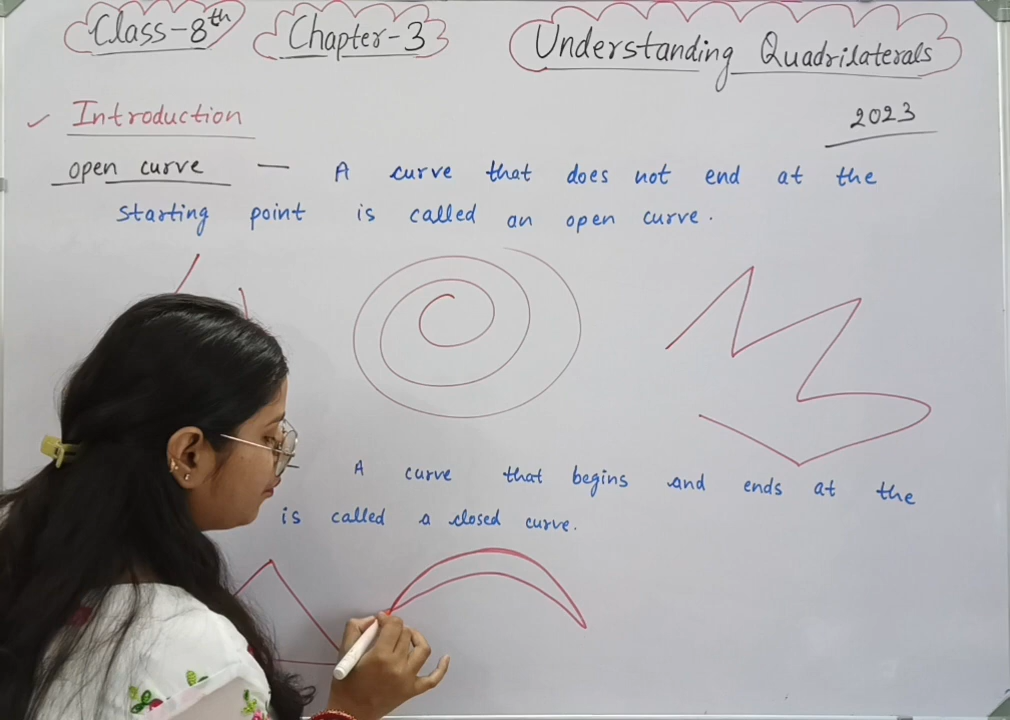 Class-8th Chapter-3 Understanding Quadrilaterals
Introduction
2023
open curve — A curve that does not end at the
starting point is called an open curve.
A curve that begins and ends at the
is called a closed curve.